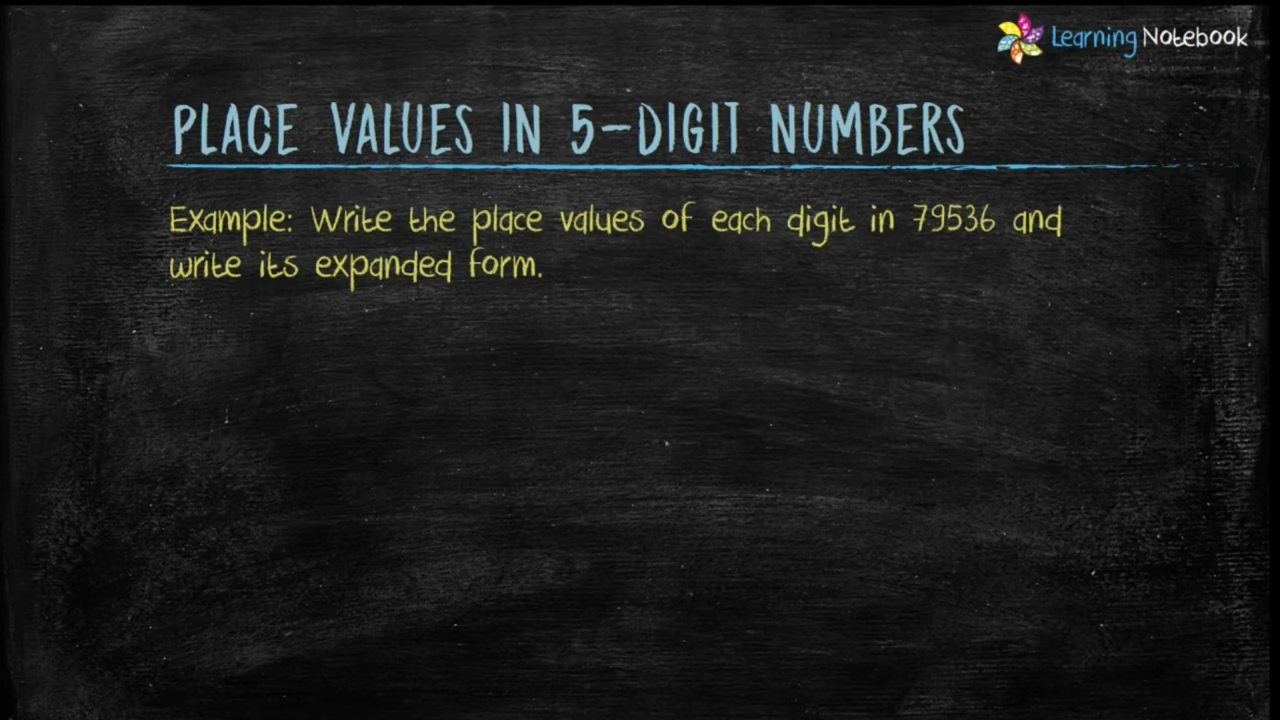 Learning Notebook
PLACE VALUES IN 5-DIGIT NUMBERS
Example: Write the place values of each digit in 79536 and
write its expanded form.